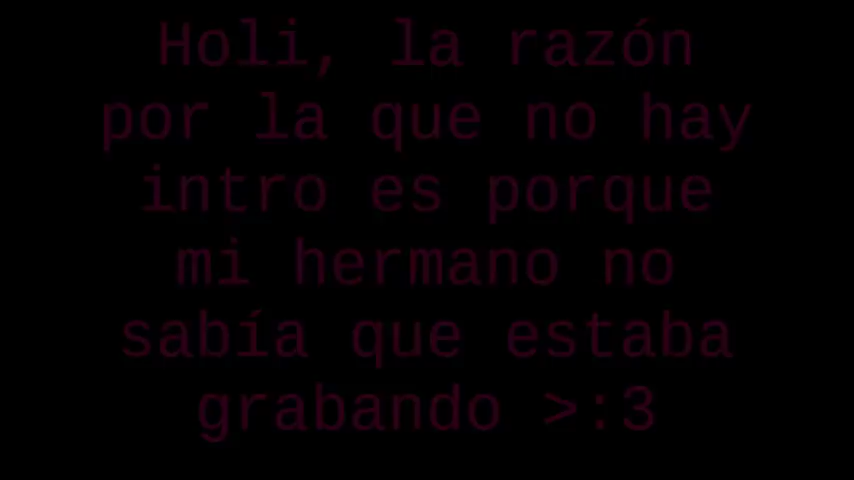 Holi, la razón
por la que no hay
intro es porque
mi hermano no
sabía que estaba
grabando >:3